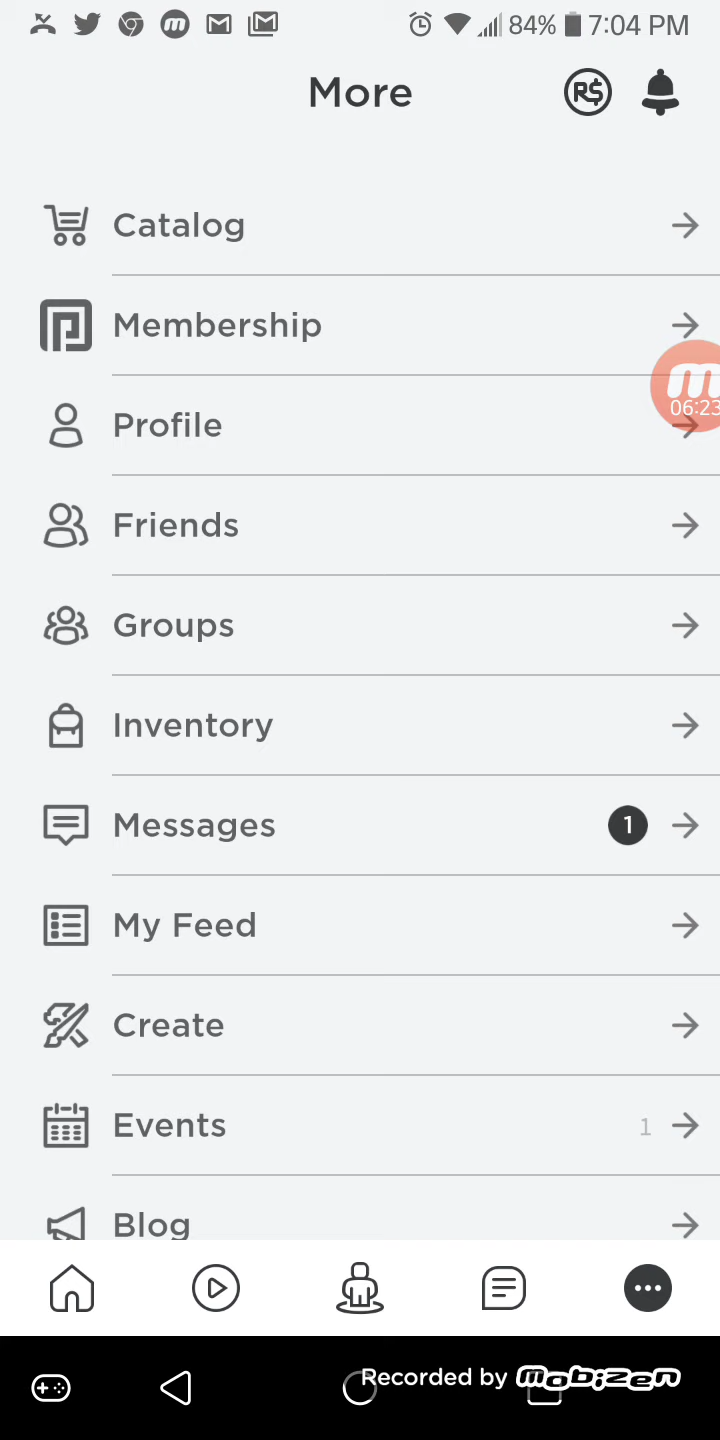 84% 7:04 PM
More R$
Catalog
Membership
06:23
Profile
Friends
Groups
Inventory
Messages 1
My Feed
Create
Events 1
Blog
Recorded by mobizen